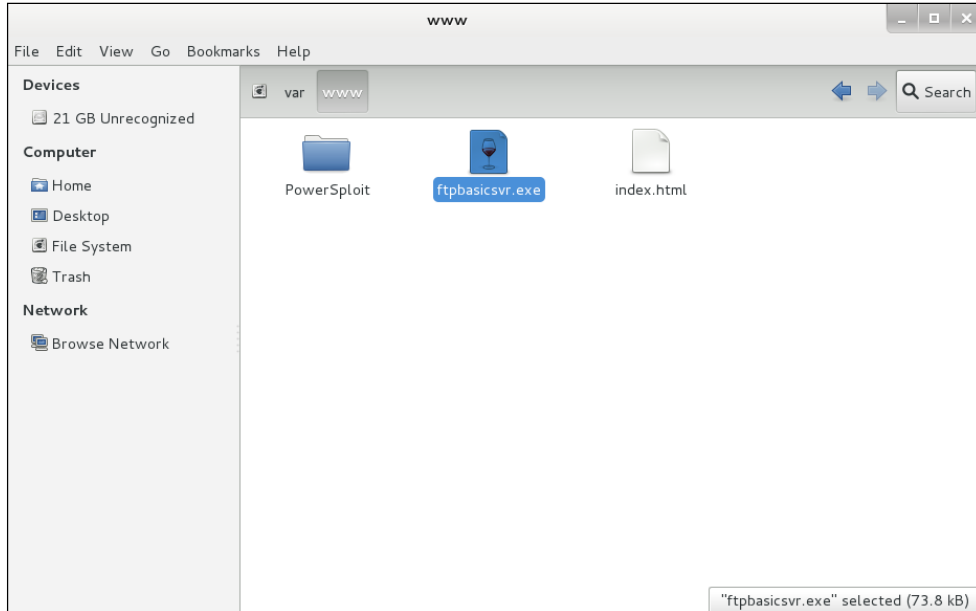 www
File Edit View Go Bookmarks Help
Devices
21 GB Unrecognized
Computer
Home
Desktop
File System
Trash
Network
Browse Network
var www
Search
PowerSploit
ftpbasicsvr.exe
index.html
"ftpbasicsvr.exe" selected (73.8 kB)